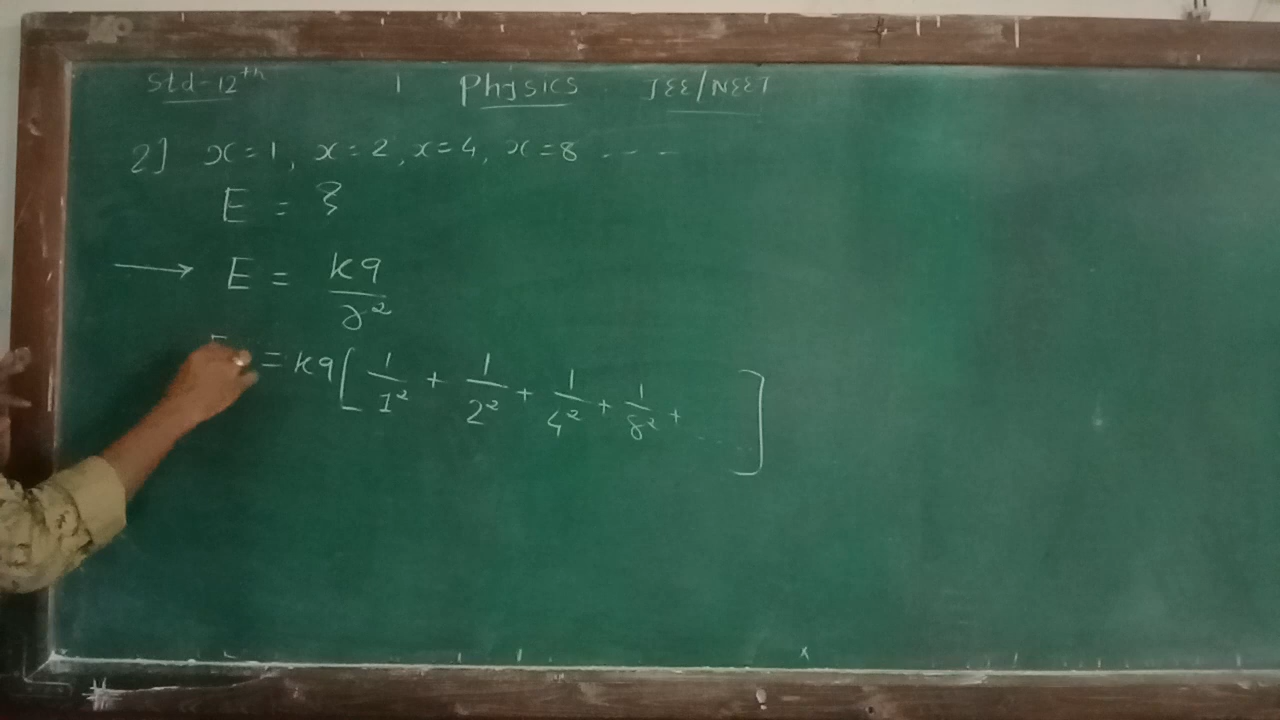 Std-12th 1 Physics JEE/NEET
2] x=1, x=2, x=4, x=8 ---
E = ?
→ E = kq/r²
= kq[1/1² + 1/2² + 1/4² + 1/8² + ....]